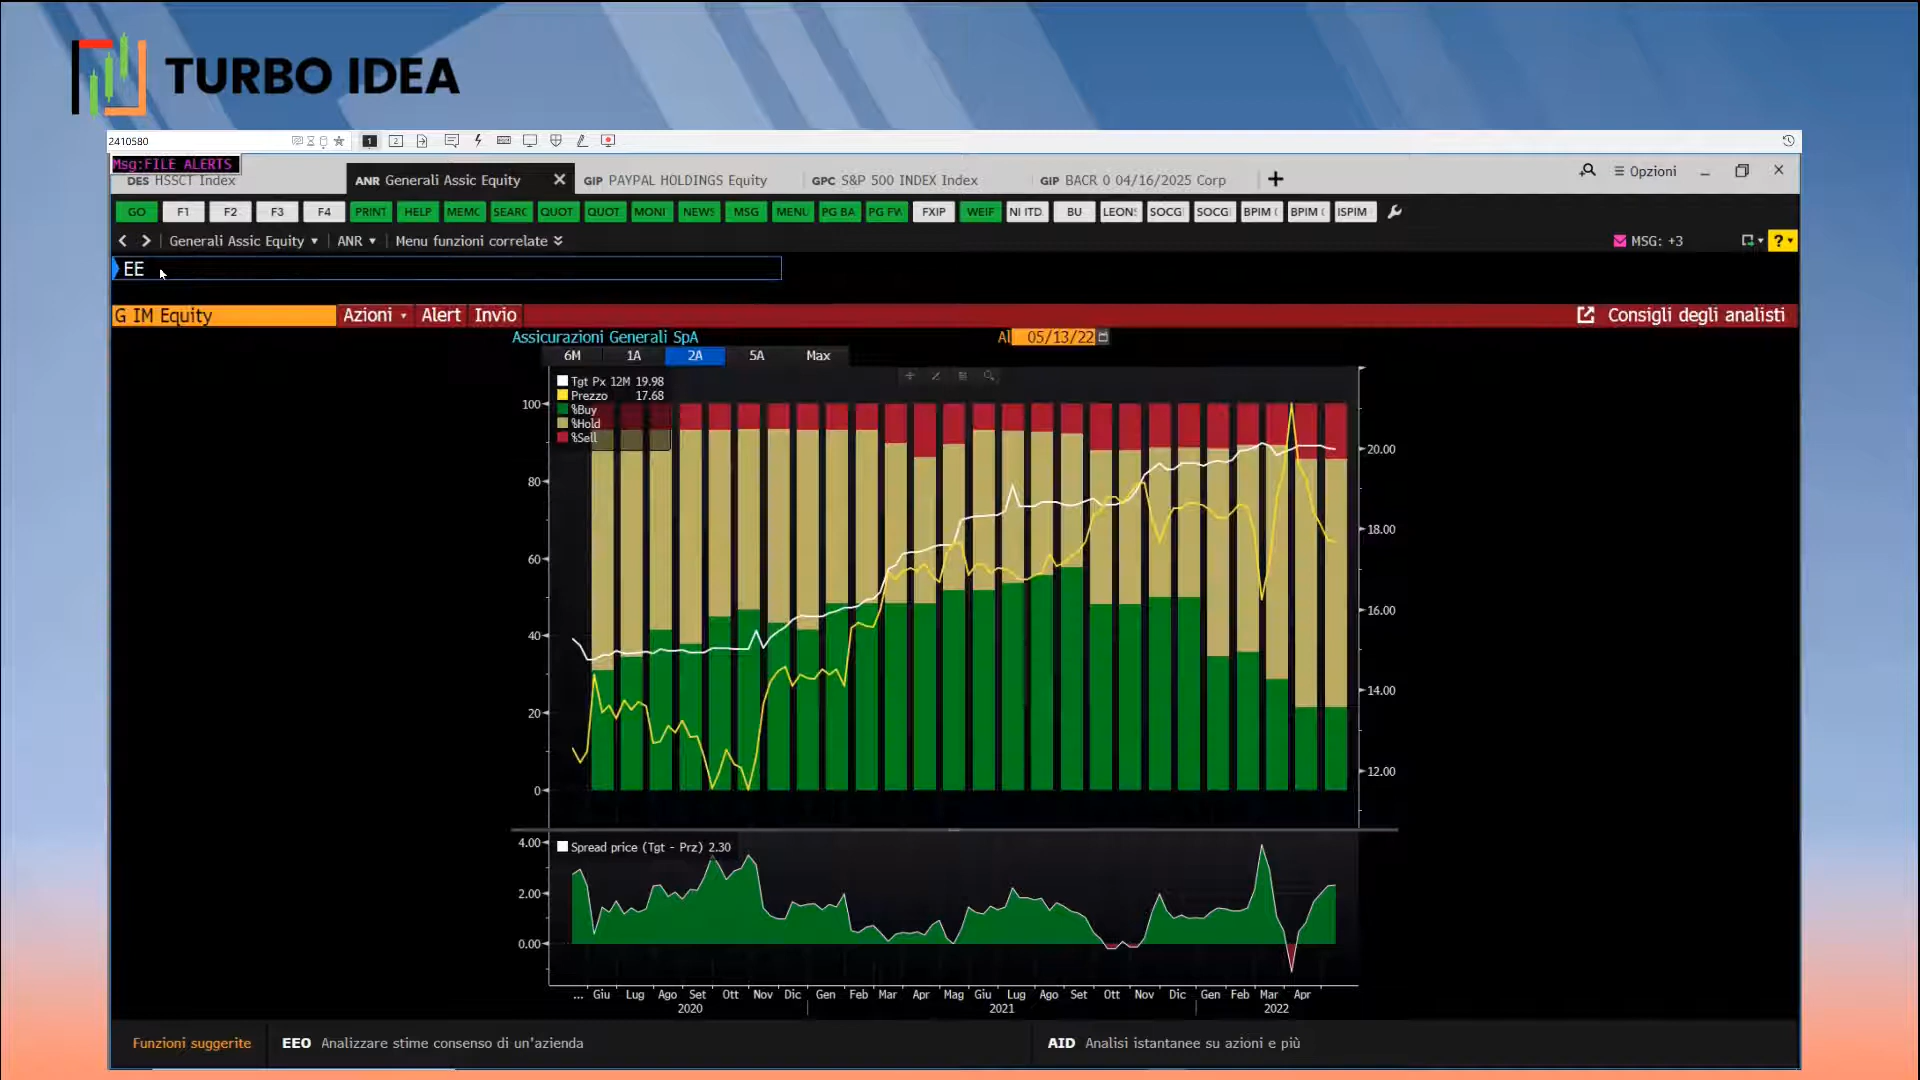 TURBO IDEA
2410580
Msg:FILE ALERTS
DES HSSCT Index
ANR Generali Assic Equity
GIP PAYPAL HOLDINGS Equity
GPC S&P 500 INDEX Index
GIP BACR 0 04/16/2025 Corp
Opzioni
GO F1 F2 F3 F4 PRINT HELP MEMO SEARC QUOT QUOT MONI NEWS MSG MENU PG BA PG FW FXIP WEIF NI ITD BU LEON SOCG SOCG BPIM BPIM ISPIM
Generali Assic Equity ANR Menu funzioni correlate
MSG: +3
?
EE
G IM Equity Azioni Alert Invio
Consigli degli analisti
Assicurazioni Generali SpA
Al 05/13/22
6M 1A 2A 5A Max
Tgt Px 12M 19.98
Prezzo 17.68
%Buy
%Hold
%Sell
100
80
60
40
20
0
20.00
18.00
16.00
14.00
12.00
Spread price (Tgt - Prz) 2.30
4.00
2.00
0.00
... Giu Lug Ago Set Ott Nov Dic Gen Feb Mar Apr Mag Giu Lug Ago Set Ott Nov Dic Gen Feb Mar Apr
2020 2021 2022
Funzioni suggerite
EEO Analizzare stime consenso di un'azienda
AID Analisi istantanee su azioni e più